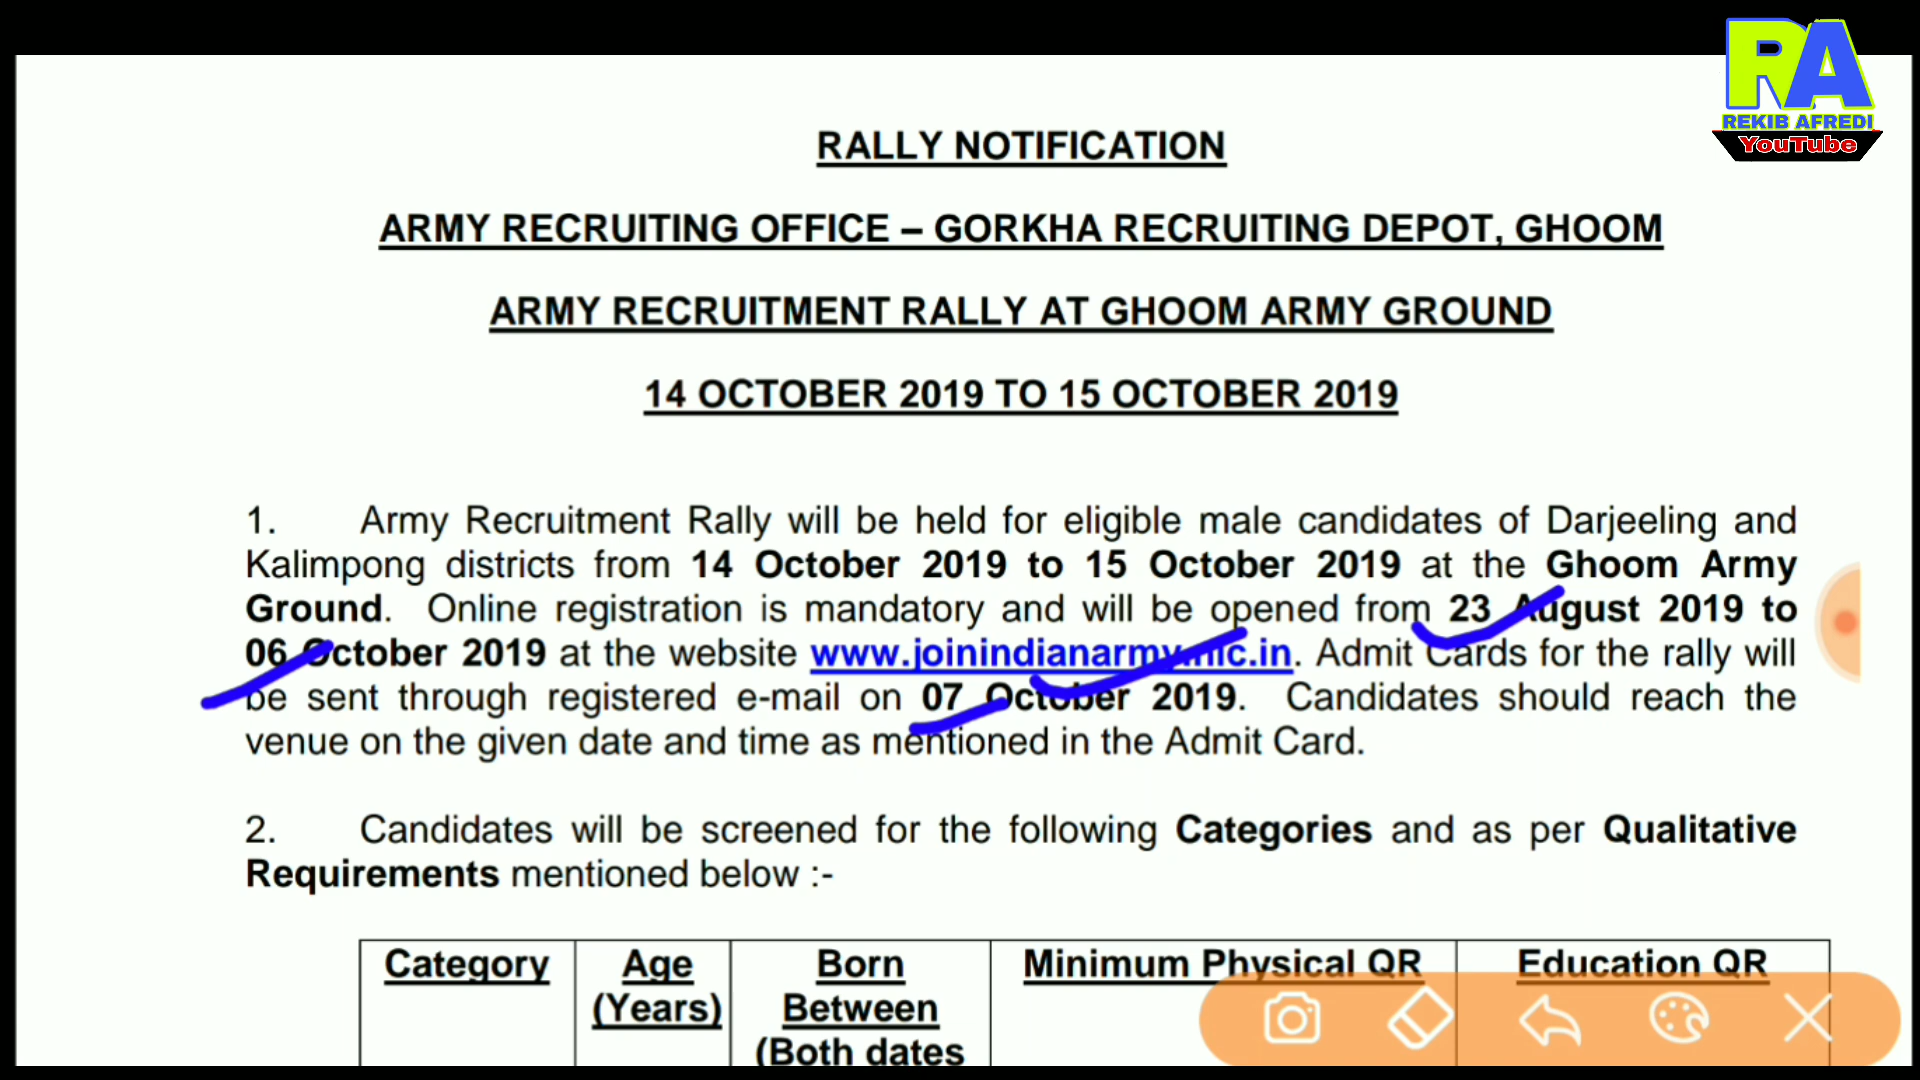 RA
REKIB AFREDI
YouTube
RALLY NOTIFICATION
ARMY RECRUITING OFFICE – GORKHA RECRUITING DEPOT, GHOOM
ARMY RECRUITMENT RALLY AT GHOOM ARMY GROUND
14 OCTOBER 2019 TO 15 OCTOBER 2019
1. Army Recruitment Rally will be held for eligible male candidates of Darjeeling and
Kalimpong districts from 14 October 2019 to 15 October 2019 at the Ghoom Army
Ground. Online registration is mandatory and will be opened from 23 August 2019 to
06 October 2019 at the website www.joinindianarmy.nic.in. Admit Cards for the rally will
be sent through registered e-mail on 07 October 2019. Candidates should reach the
venue on the given date and time as mentioned in the Admit Card.
2. Candidates will be screened for the following Categories and as per Qualitative
Requirements mentioned below :-
Category Age Born Minimum Physical QR Education QR
(Years) Between
(Both dates